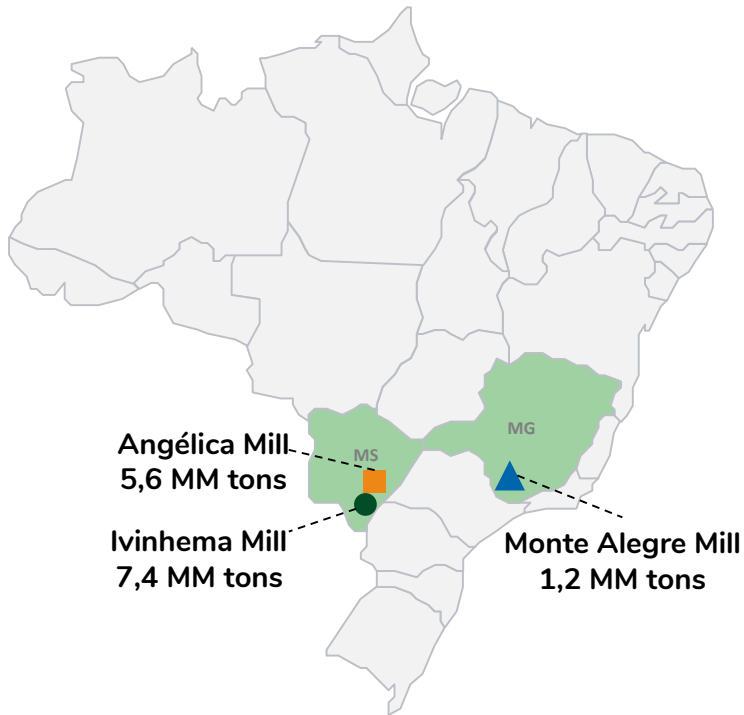 MG
Angélica Mill
5,6 MM tons
MS
Ivinhema Mill
7,4 MM tons
Monte Alegre Mill
1,2 MM tons